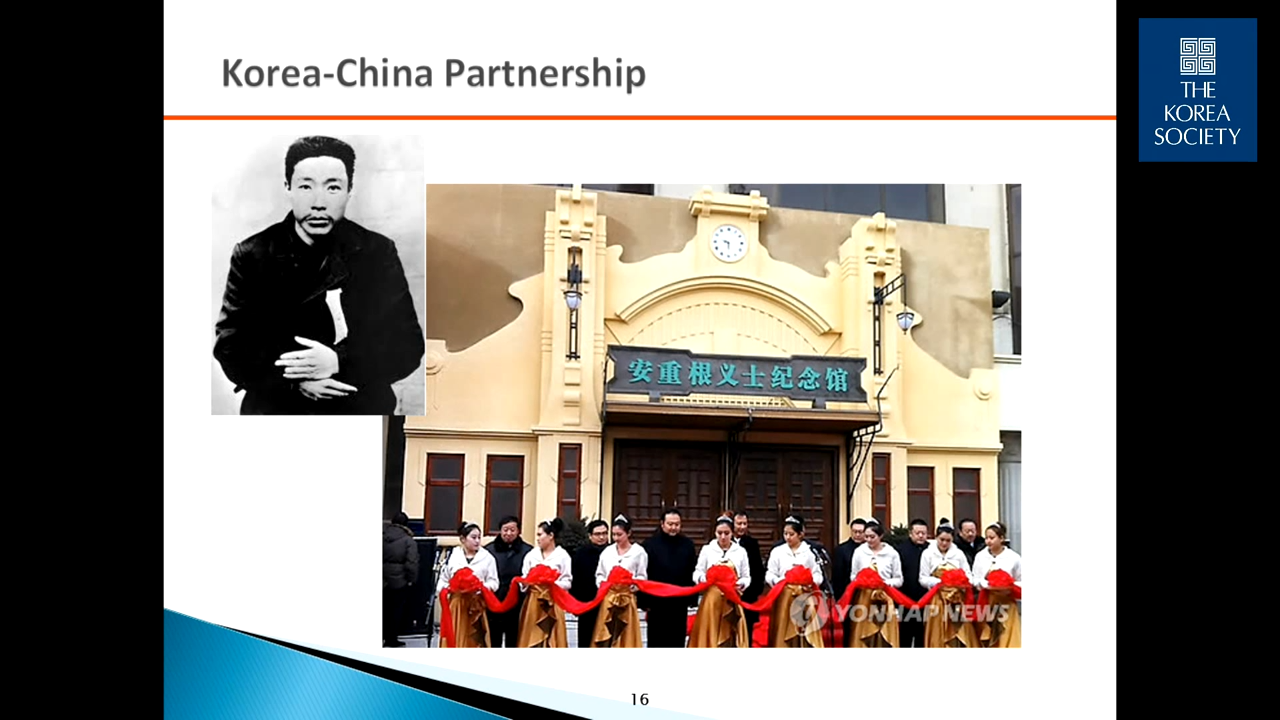 Korea-China Partnership
THE
KOREA
SOCIETY
安重根义士纪念馆
YONHAP NEWS
16